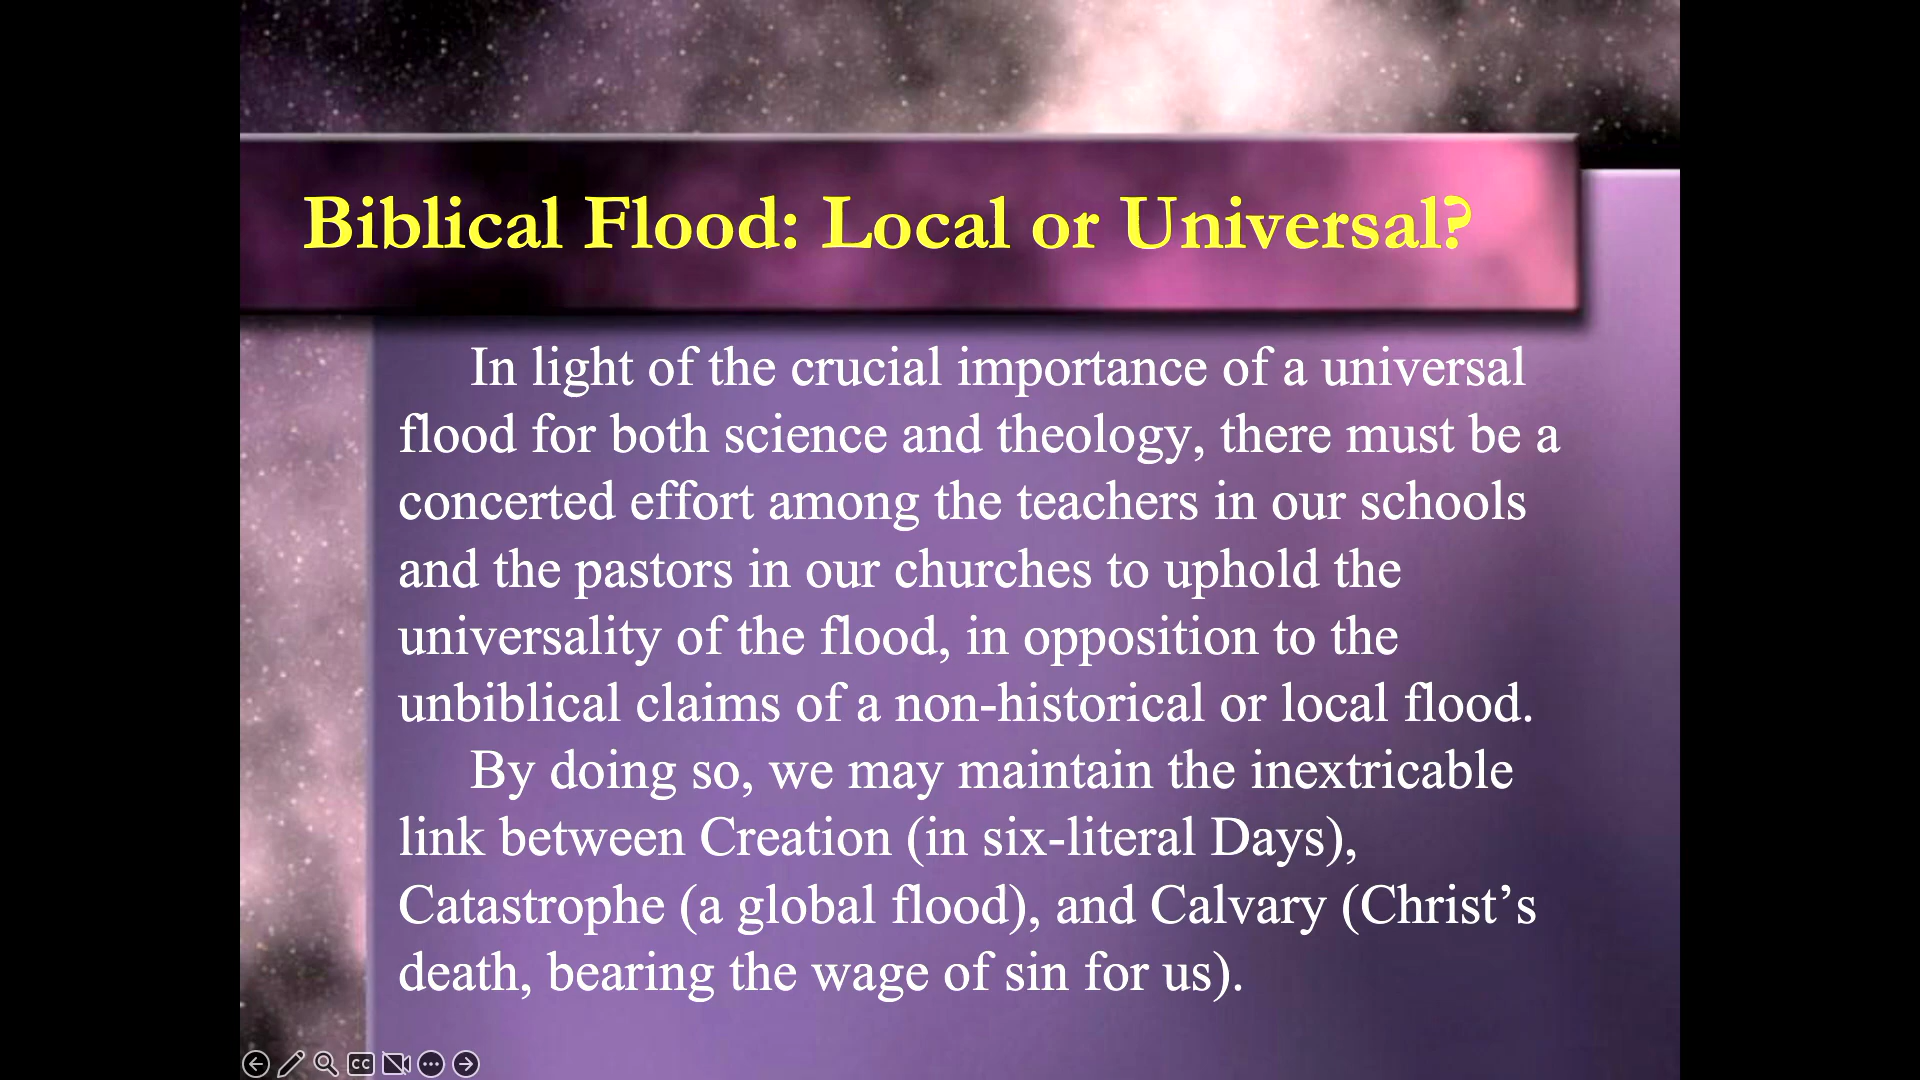 Biblical Flood: Local or Universal?
In light of the crucial importance of a universal
flood for both science and theology, there must be a
concerted effort among the teachers in our schools
and the pastors in our churches to uphold the
universality of the flood, in opposition to the
unbiblical claims of a non-historical or local flood.
By doing so, we may maintain the inextricable
link between Creation (in six-literal Days),
Catastrophe (a global flood), and Calvary (Christ’s
death, bearing the wage of sin for us).
CC